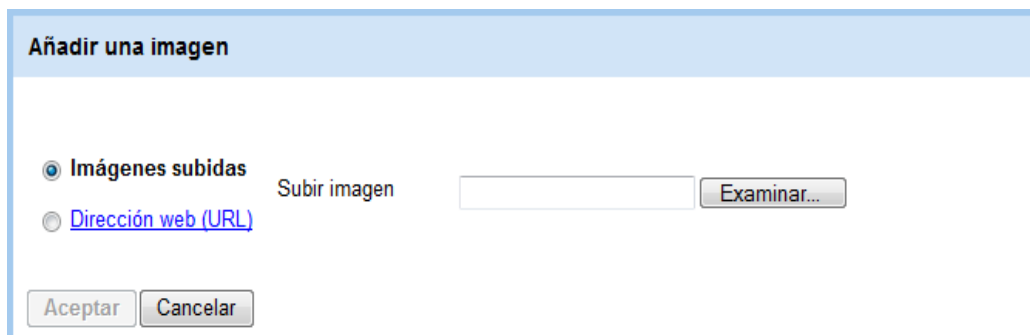 Añadir una imagen
Imágenes subidas
Subir imagen
Examinar...
Dirección web (URL)
Aceptar
Cancelar